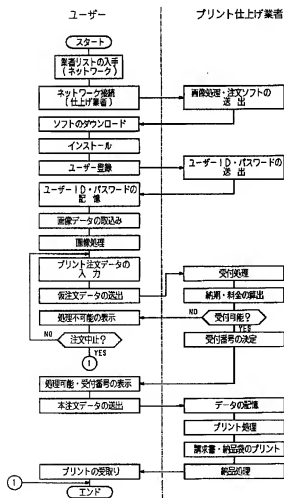 ユーザー
プリント仕上げ業者
スタート
業者リストの入手
(ネットワーク)
ネットワーク接続
(仕上げ業者)
画像処理・注文ソフトの
送出
ソフトのダウンロード
インストール
ユーザー登録
ユーザーID・パスワードの
送出
ユーザーID・パスワードの
記憶
画像データの取込み
画像処理
プリント注文データの
入力
受付処理
仮注文データの送出
納期・料金の算出
処理不可能の表示
NO
受付可能?
YES
NO
注文中止?
YES
受付番号の決定
1
処理可能・受付番号の表示
本注文データの送出
データの記憶
プリント処理
請求書・納品袋のプリント
プリントの受取り
納品処理
1
エンド